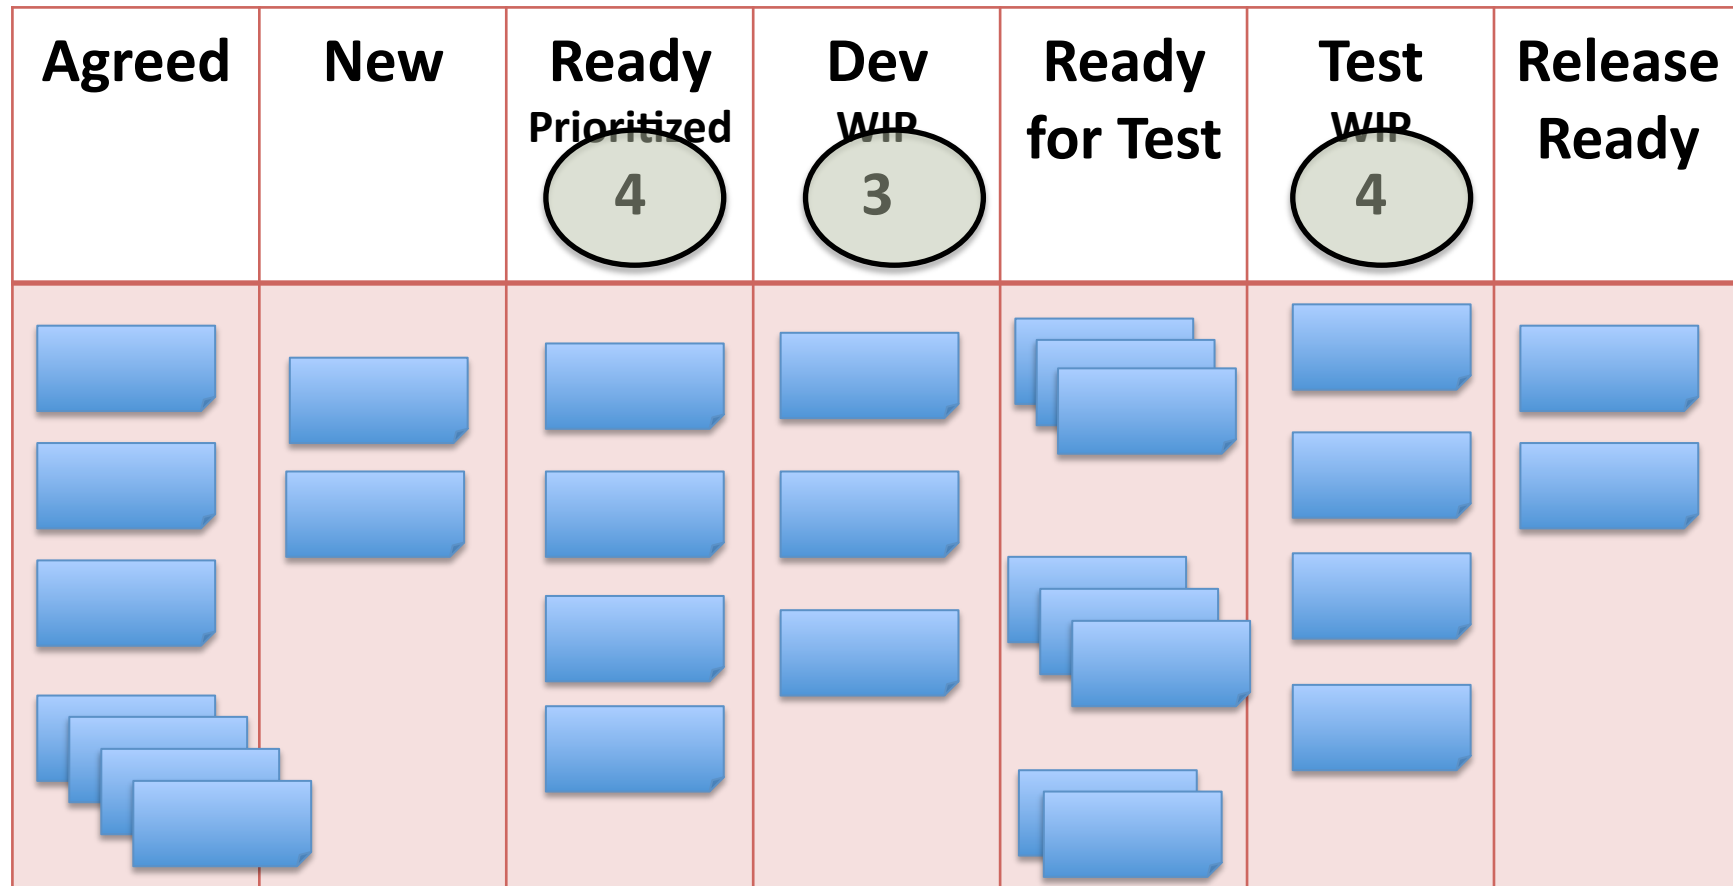 Agreed
New
Ready
Prioritized
4
Dev
WIP
3
Ready
for Test
Test
WIP
4
Release
Ready